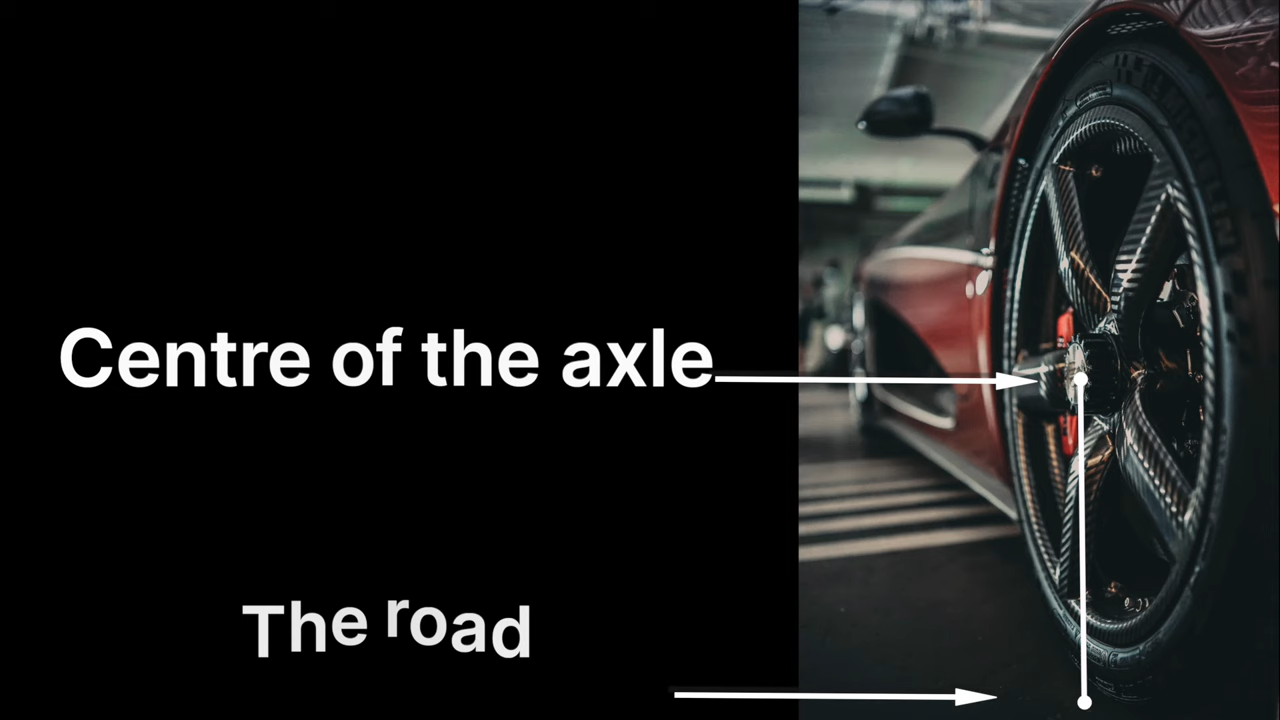 Centre of the axle
The road